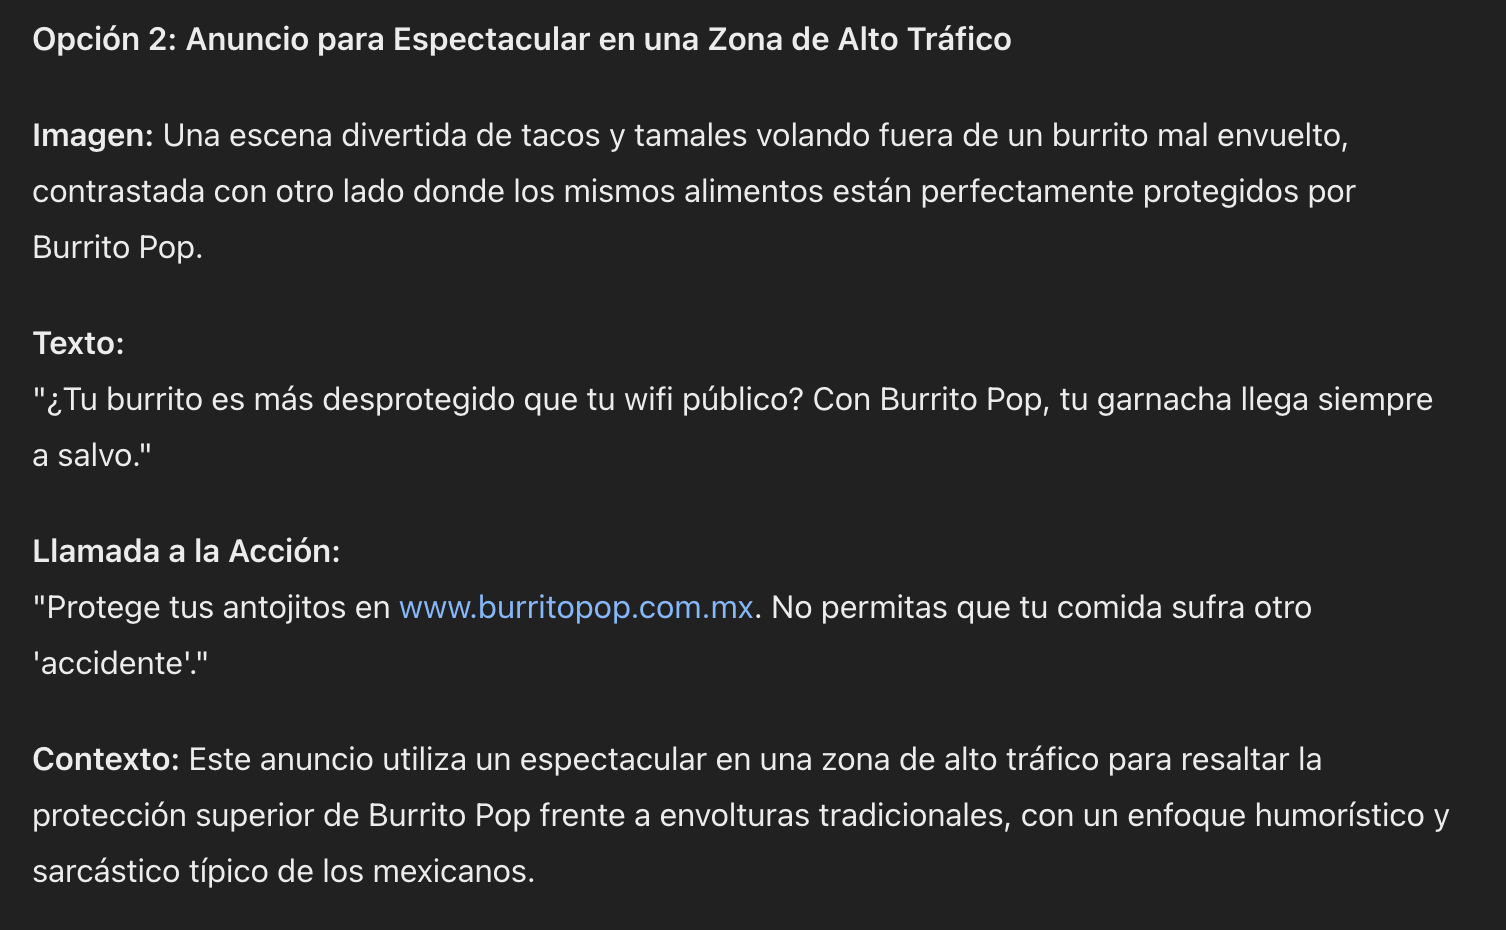 Opción 2: Anuncio para Espectacular en una Zona de Alto Tráfico
Imagen: Una escena divertida de tacos y tamales volando fuera de un burrito mal envuelto,
contrastada con otro lado donde los mismos alimentos están perfectamente protegidos por
Burrito Pop.
Texto:
"¿Tu burrito es más desprotegido que tu wifi público? Con Burrito Pop, tu garnacha llega siempre
a salvo."
Llamada a la Acción:
"Protege tus antojitos en www.burritopop.com.mx. No permitas que tu comida sufra otro
'accidente'."
Contexto: Este anuncio utiliza un espectacular en una zona de alto tráfico para resaltar la
protección superior de Burrito Pop frente a envolturas tradicionales, con un enfoque humorístico y
sarcástico típico de los mexicanos.